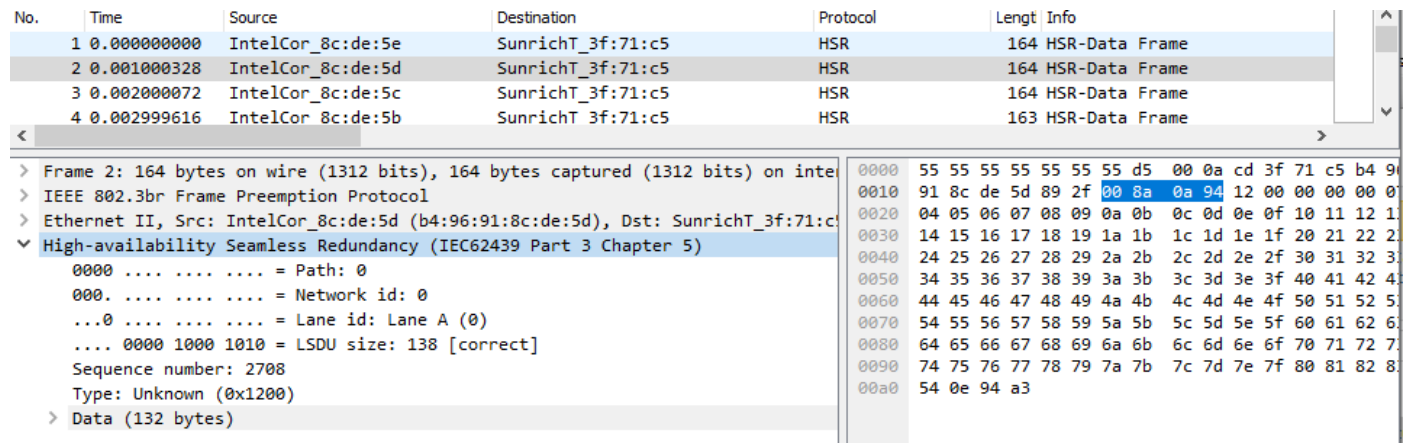 No. Time Source Destination Protocol Lengt Info
1 0.000000000 IntelCor_8c:de:5e SunrichT_3f:71:c5 HSR 164 HSR-Data Frame
2 0.001000328 IntelCor_8c:de:5d SunrichT_3f:71:c5 HSR 164 HSR-Data Frame
3 0.002000072 IntelCor_8c:de:5c SunrichT_3f:71:c5 HSR 164 HSR-Data Frame
4 0.002999616 IntelCor_8c:de:5b SunrichT_3f:71:c5 HSR 163 HSR-Data Frame
Frame 2: 164 bytes on wire (1312 bits), 164 bytes captured (1312 bits) on inte
IEEE 802.3br Frame Preemption Protocol
Ethernet II, Src: IntelCor_8c:de:5d (b4:96:91:8c:de:5d), Dst: SunrichT_3f:71:c
High-availability Seamless Redundancy (IEC62439 Part 3 Chapter 5)
0000 .... .... .... = Path: 0
000. .... .... .... = Network id: 0
...0 .... .... .... = Lane id: Lane A (0)
.... 0000 1000 1010 = LSDU size: 138 [correct]
Sequence number: 2708
Type: Unknown (0x1200)
Data (132 bytes)
0000 55 55 55 55 55 55 55 d5 00 0a cd 3f 71 c5 b4
0010 91 8c de 5d 89 2f 00 8a 0a 94 12 00 00 00 00
0020 04 05 06 07 08 09 0a 0b 0c 0d 0e 0f 10 11 12
0030 14 15 16 17 18 19 1a 1b 1c 1d 1e 1f 20 21 22
0040 24 25 26 27 28 29 2a 2b 2c 2d 2e 2f 30 31 32
0050 34 35 36 37 38 39 3a 3b 3c 3d 3e 3f 40 41 42
0060 44 45 46 47 48 49 4a 4b 4c 4d 4e 4f 50 51 52
0070 54 55 56 57 58 59 5a 5b 5c 5d 5e 5f 60 61 62
0080 64 65 66 67 68 69 6a 6b 6c 6d 6e 6f 70 71 72
0090 74 75 76 77 78 79 7a 7b 7c 7d 7e 7f 80 81 82
00a0 54 0e 94 a3